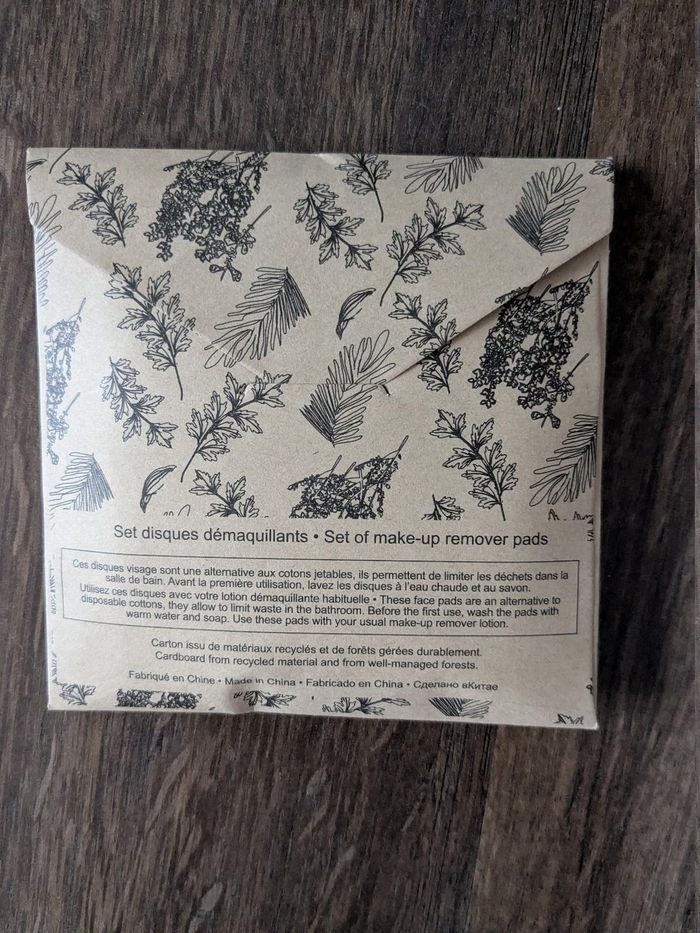 Set disques démaquillants • Set of make-up remover pads
Ces disques visage sont une alternative aux cotons jetables, ils permettent de limiter les déchets dans la
salle de bain. Avant la première utilisation, lavez les disques à l'eau chaude et au savon.
Utilisez ces disques avec votre lotion démaquillante habituelle • These face pads are an alternative to
disposable cottons, they allow to limit waste in the bathroom. Before the first use, wash the pads with
warm water and soap. Use these pads with your usual make-up remover lotion.
Carton issu de matériaux recyclés et de forêts gérées durablement.
Cardboard from recycled material and from well-managed forests.
Fabriqué en Chine • Made in China • Fabricado en China • Сделано вКитае